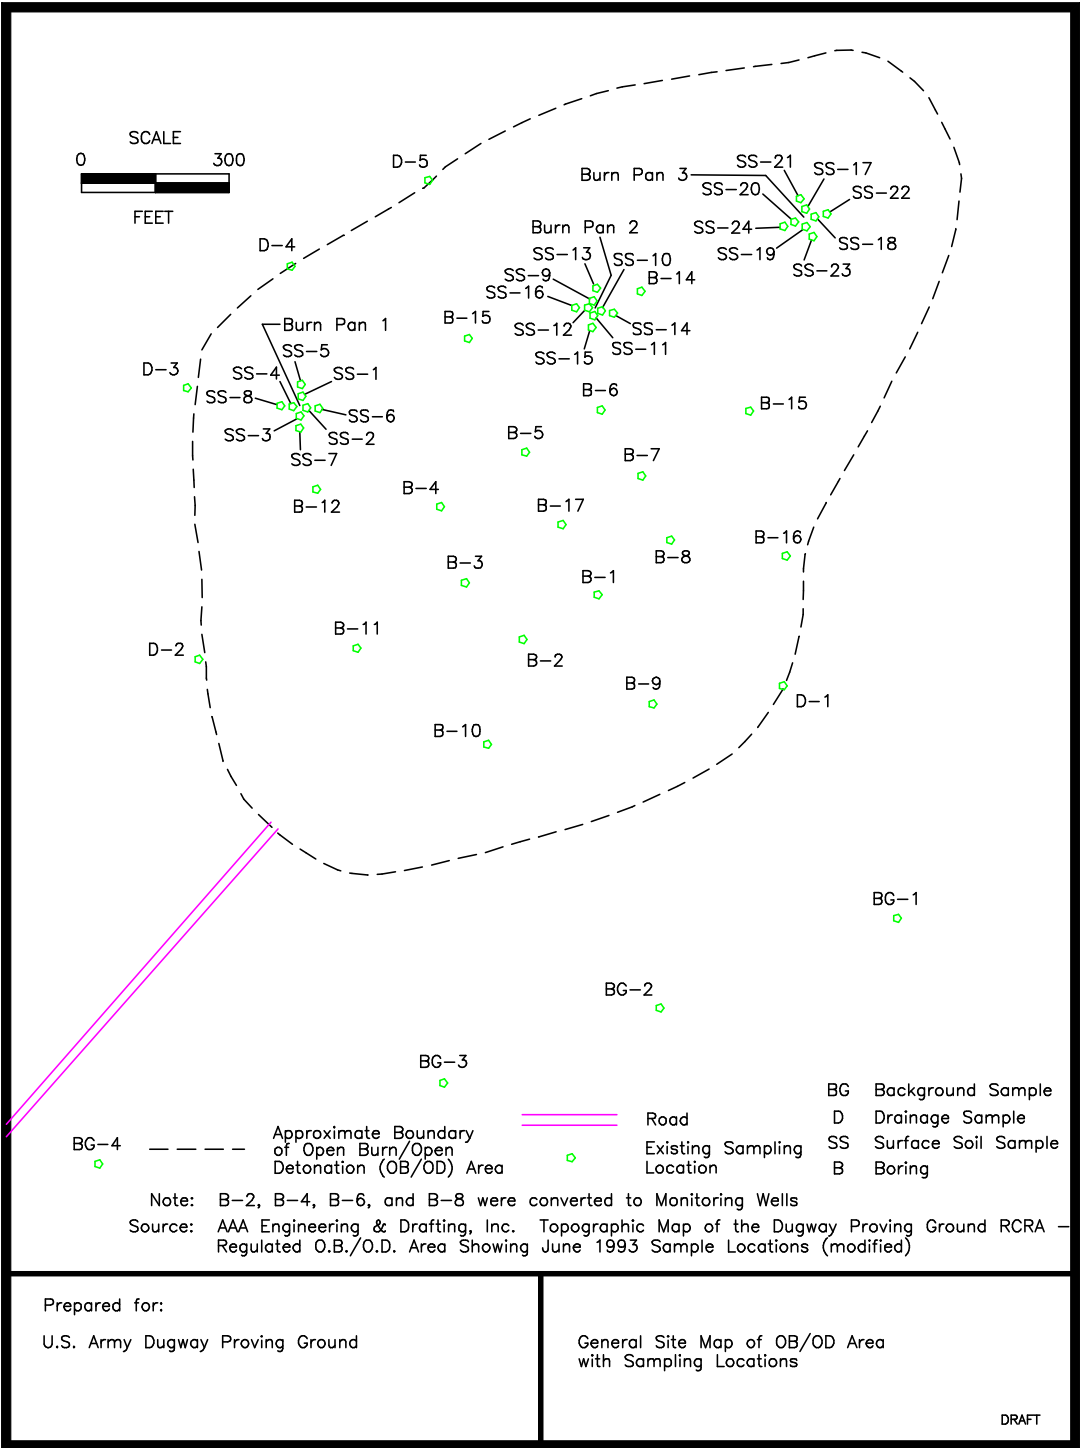 SCALE
0 300
FEET
D-5
D-4
D-3
SS-21
SS-17
Burn Pan 3
SS-20
SS-22
SS-24
SS-18
SS-19
SS-23
Burn Pan 2
SS-13
SS-10
SS-9
B-14
SS-16
SS-12
SS-14
SS-11
SS-15
B-15
Burn Pan 1
SS-5
SS-4
SS-1
SS-8
SS-6
SS-3
SS-2
SS-7
B-6
B-15
B-5
B-7
B-4
B-12
B-17
B-16
B-8
B-3
B-1
B-11
D-2
B-2
B-9
D-1
B-10
BG-1
BG-2
BG-3
BG-4
Approximate Boundary
of Open Burn/Open
Detonation (OB/OD) Area
Road
Existing Sampling
Location
BG Background Sample
D Drainage Sample
SS Surface Soil Sample
B Boring
Note: B-2, B-4, B-6, and B-8 were converted to Monitoring Wells
Source: AAA Engineering & Drafting, Inc. Topographic Map of the Dugway Proving Ground RCRA -
Regulated O.B./O.D. Area Showing June 1993 Sample Locations (modified)
Prepared for:
U.S. Army Dugway Proving Ground
General Site Map of OB/OD Area
with Sampling Locations
DRAFT